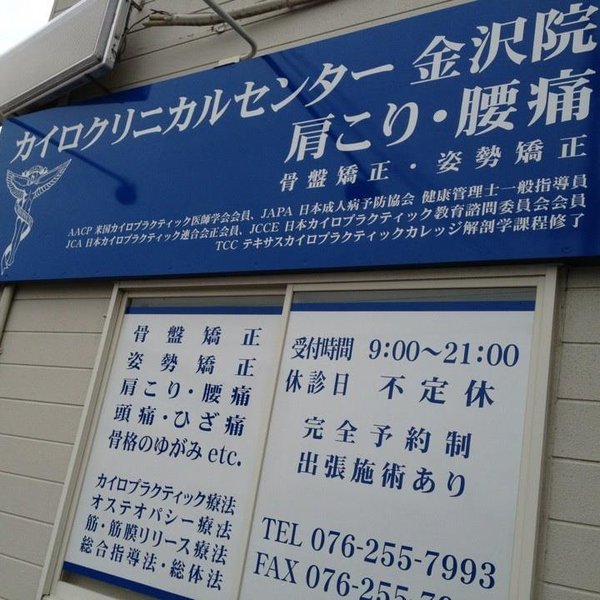 カイロクリニカルセンター 金沢院
肩こり・腰痛
骨盤矯正・姿勢矯正
AACP 米国カイロプラクティック医師学会会員、JAPA 日本成人病予防協会 健康管理士一般指導員
JCA 日本カイロプラクティック連合会正会員、JCCE 日本カイロプラクティック教育諮問委員会会員
TCC テキサスカイロプラクティックカレッジ解剖学課程修了
骨盤矯正
姿勢矯正
肩こり・腰痛
頭痛・ひざ痛
骨格のゆがみ etc.
カイロプラクティック療法
オステオパシー療法
筋・筋膜リリース療法
総合指導法・総体法
受付時間 9:00～21:00
休診日 不定休
完全予約制
出張施術あり
TEL 076-255-7993
FAX 076-255-